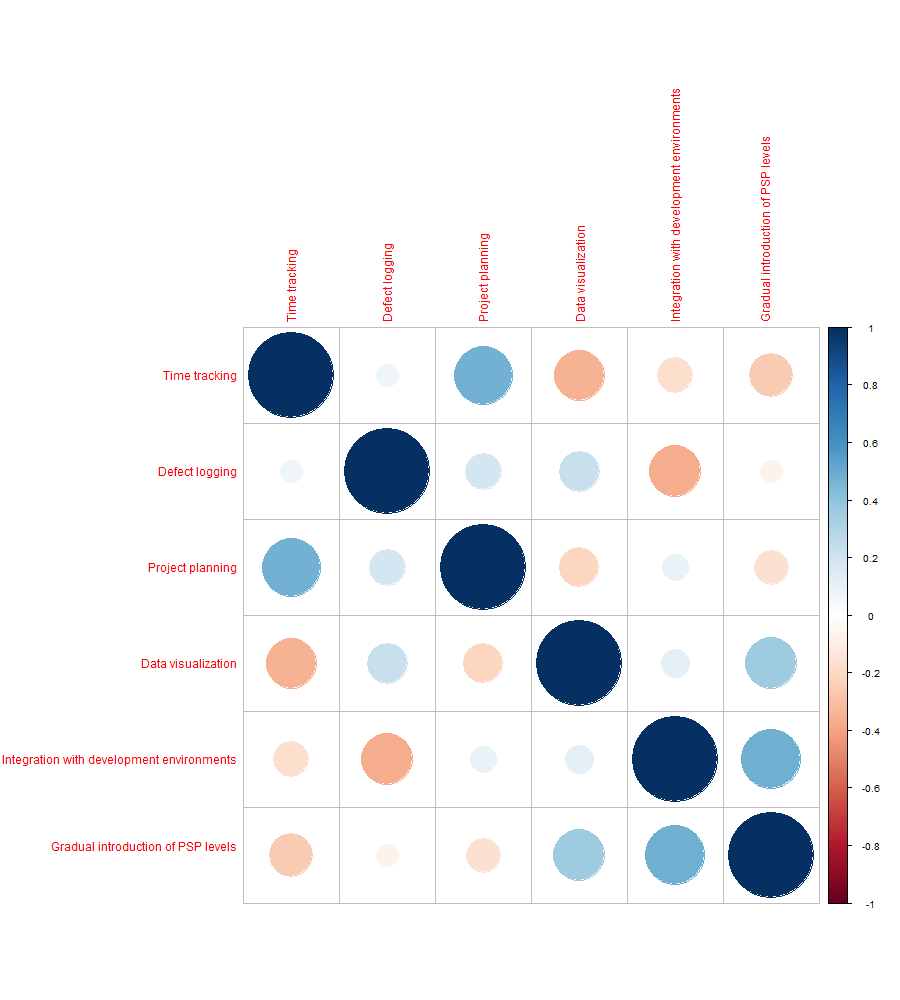 Time tracking
Defect logging
Project planning
Data visualization
Integration with development environments
Gradual introduction of PSP levels
Time tracking
Defect logging
Project planning
Data visualization
Integration with development environments
Gradual introduction of PSP levels
1
0.8
0.6
0.4
0.2
0
-0.2
-0.4
-0.6
-0.8
-1